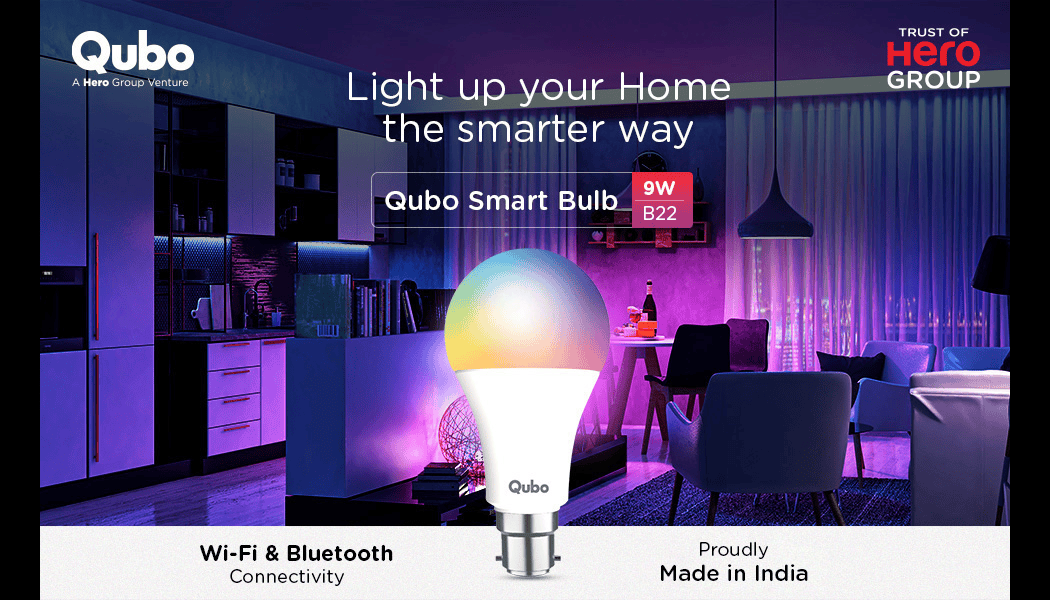 Qubo
A Hero Group Venture
TRUST OF
Hero
GROUP
Light up your Home
the smarter way
Qubo Smart Bulb
9W
B22
Qubo
Wi-Fi & Bluetooth
Connectivity
Proudly
Made in India